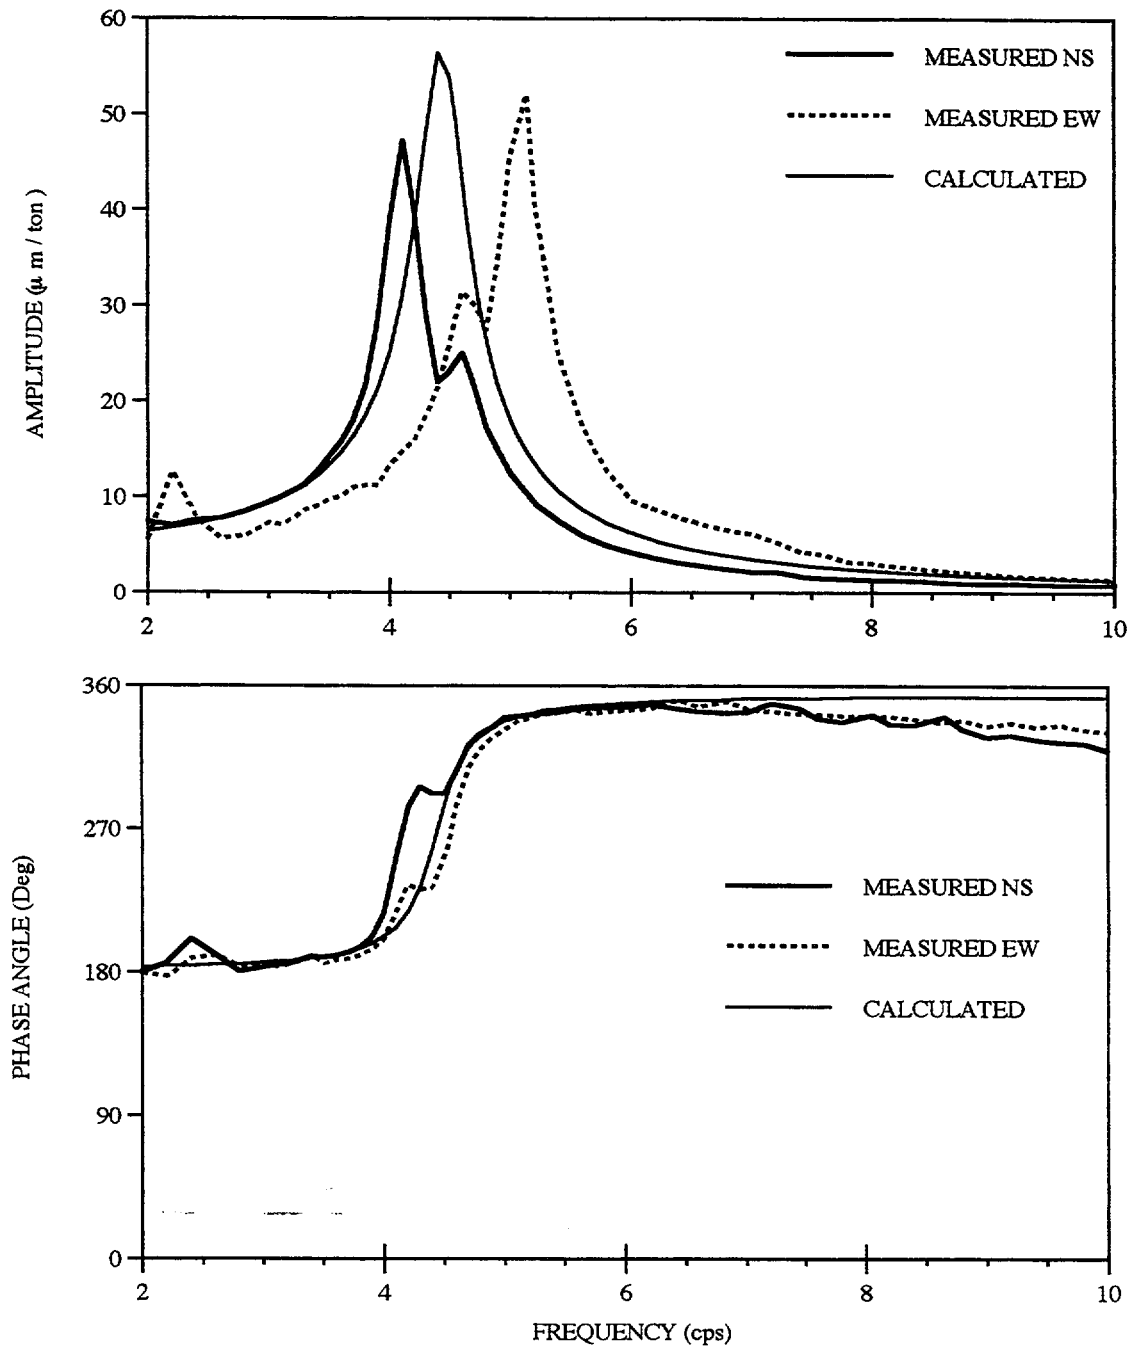 60
50
40
30
20
10
0
AMPLITUDE (μ m / ton )
MEASURED NS
MEASURED EW
CALCULATED
2 4 6 8 10
360
270
180
90
0
PHASE ANGLE (Deg)
MEASURED NS
MEASURED EW
CALCULATED
2 4 6 8 10
FREQUENCY (cps)